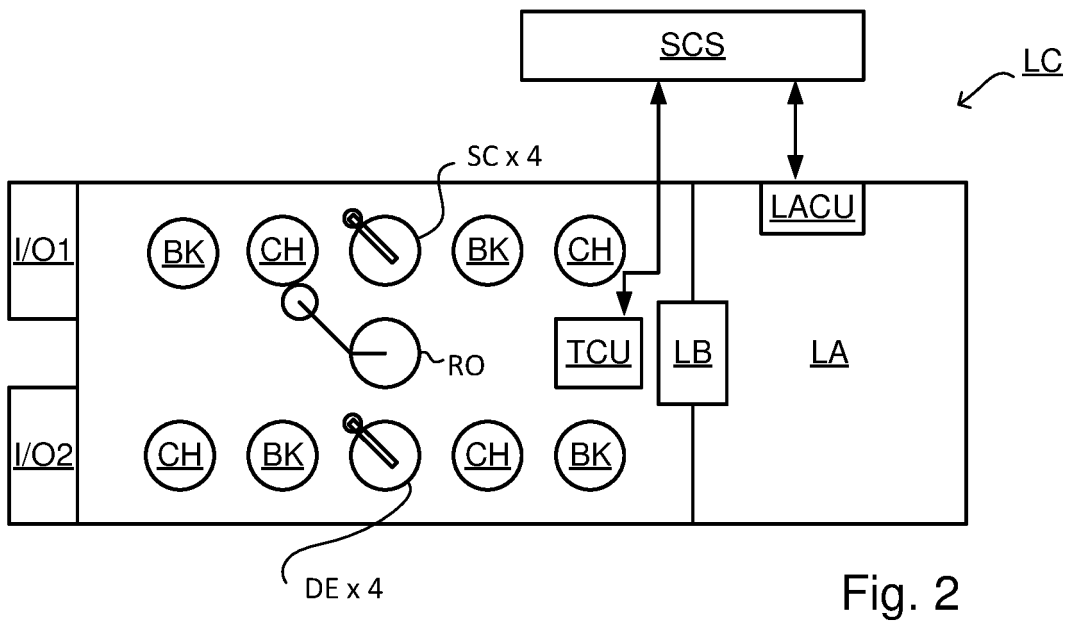 SCS
LC
SC x 4
LACU
I/O1
BK
CH
BK
CH
RO
TCU
LB
LA
I/O2
CH
BK
CH
BK
DE x 4
Fig. 2